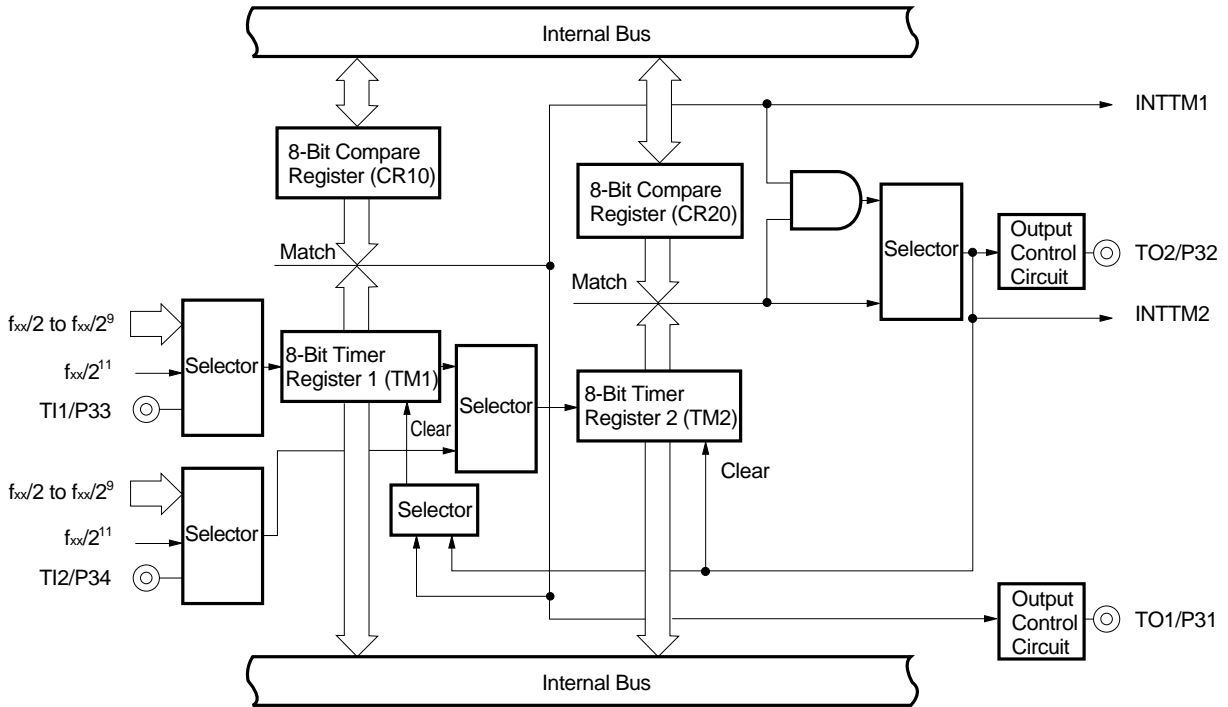 Internal Bus
INTTM1
8-Bit Compare
Register (CR10)
8-Bit Compare
Register (CR20)
Match
Selector
Output
Control
Circuit
TO2/P32
Match
INTTM2
fxx/2 to fxx/2⁹
fxx/2¹¹
TI1/P33
Selector
8-Bit Timer
Register 1 (TM1)
Selector
8-Bit Timer
Register 2 (TM2)
Clear
Clear
fxx/2 to fxx/2⁹
fxx/2¹¹
TI2/P34
Selector
Selector
Output
Control
Circuit
TO1/P31
Internal Bus